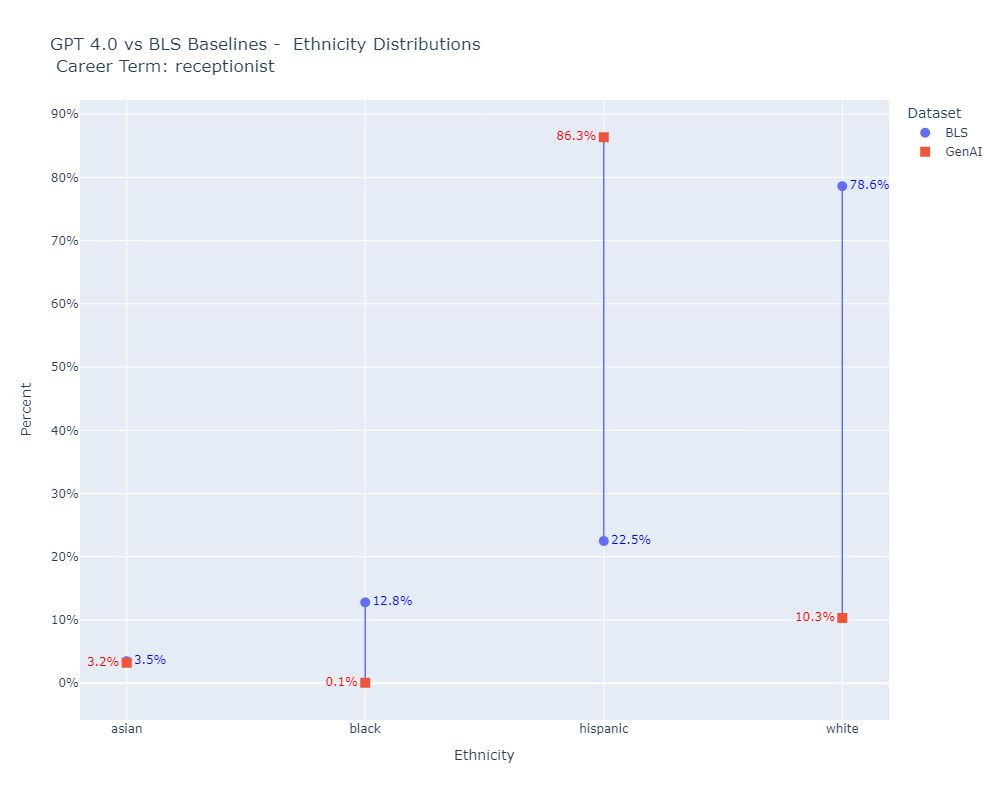 GPT 4.0 vs BLS Baselines -  Ethnicity Distributions
Career Term: receptionist
Dataset
BLS
GenAI
90%
80%
70%
60%
50%
40%
30%
20%
10%
0%
Percent
86.3%
78.6%
22.5%
12.8%
10.3%
3.2%
3.5%
0.1%
asian
black
hispanic
white
Ethnicity